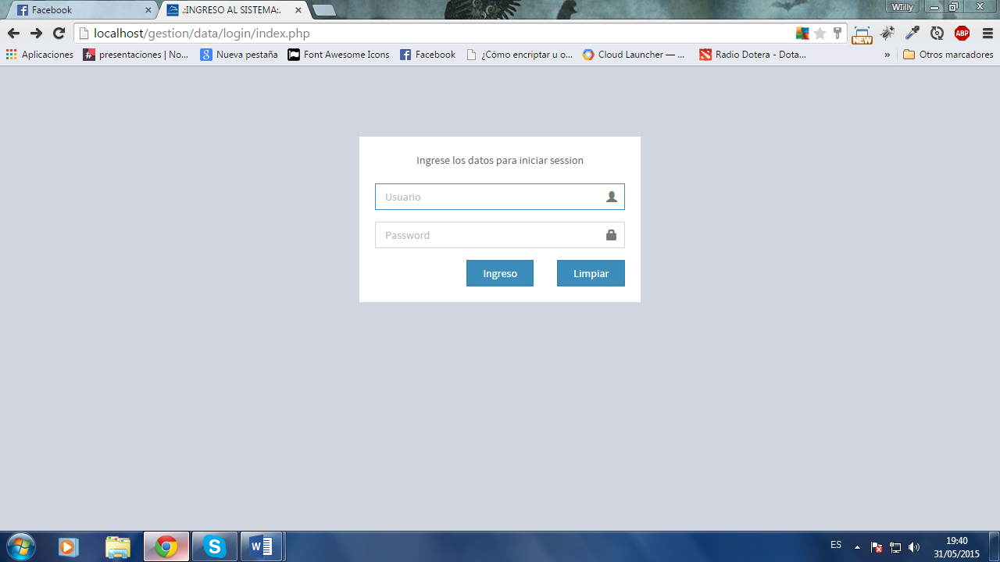 Facebook
.:INGRESO AL SISTEMA:.
WIlly
localhost/gestion/data/login/index.php
NEW
ABP
Aplicaciones
presentaciones | No...
Nueva pestaña
Font Awesome Icons
Facebook
¿Cómo encriptar u o...
Cloud Launcher — ...
Radio Dotera - Dota...
»
Otros marcadores
Ingrese los datos para iniciar session
Usuario
Password
Ingreso
Limpiar
ES
19:40
31/05/2015